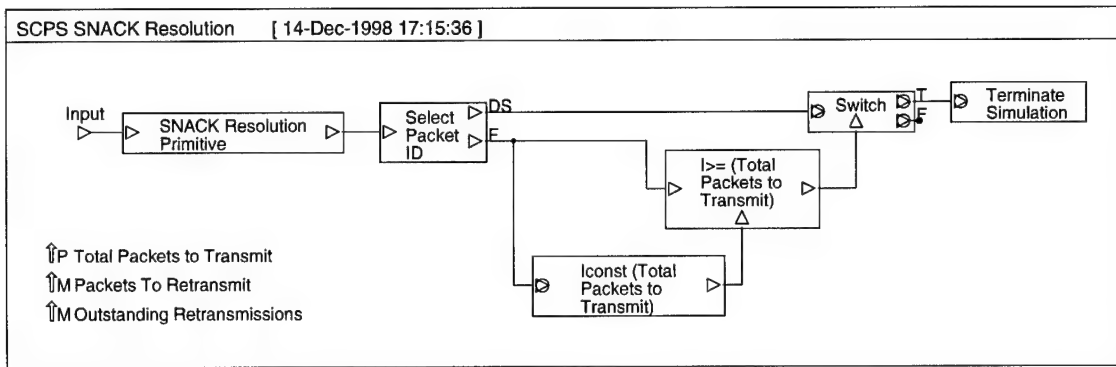 SCPS SNACK Resolution [ 14-Dec-1998 17:15:36 ]
Input
SNACK Resolution
Primitive
Select
Packet
ID
DS
F
Switch
T
F
Terminate
Simulation
I>= (Total
Packets to
Transmit)
Iconst (Total
Packets to
Transmit)
⇑P Total Packets to Transmit
⇑M Packets To Retransmit
⇑M Outstanding Retransmissions